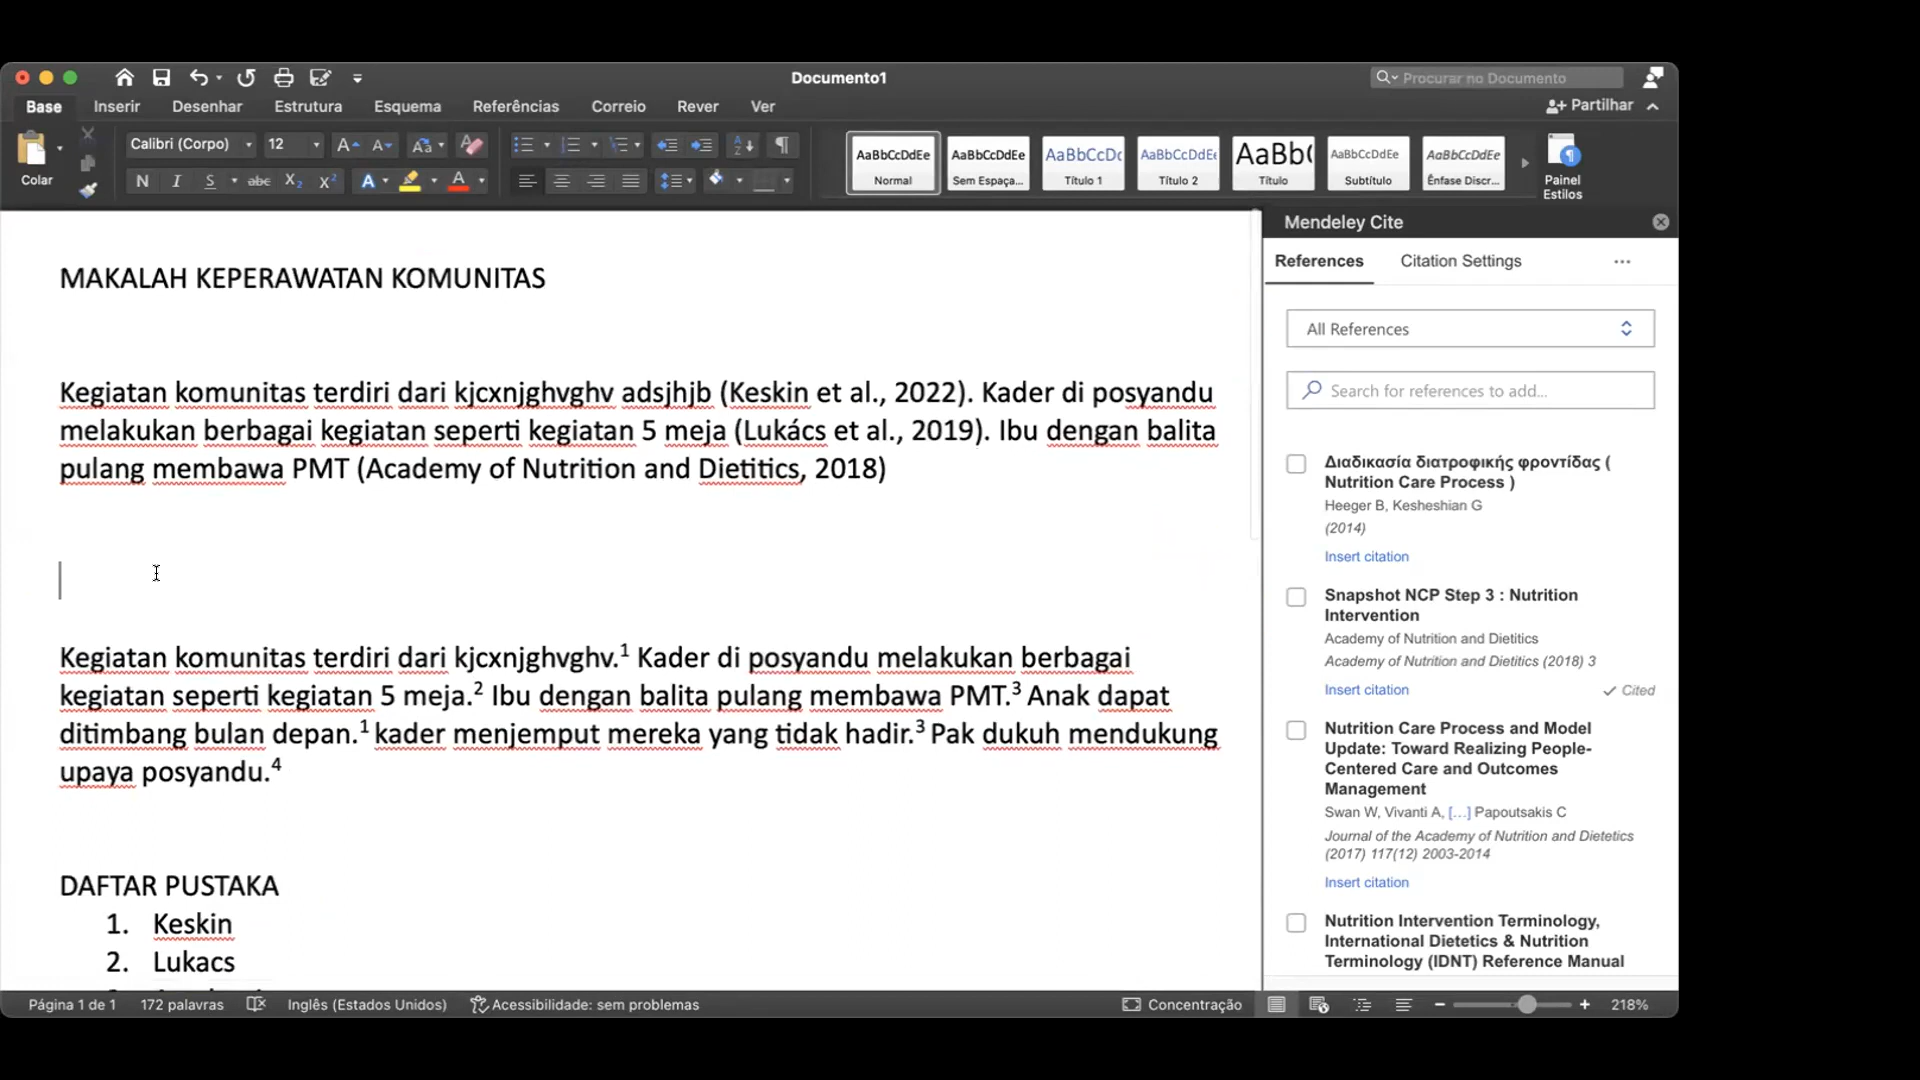 Documento1
Procurar no Documento
Base Inserir Desenhar Estrutura Esquema Referências Correio Rever Ver
Partilhar
Colar
Calibri (Corpo) 12
N I S abc X₂ X² A A
AaBbCcDdEe AaBbCcDdEe AaBbCcDc AaBbCcDdEe AaBb( AaBbCcDdEe AaBbCcDdEe
Normal Sem Espaça... Título 1 Título 2 Título Subtítulo Ênfase Discr...
Painel
Estilos
MAKALAH KEPERAWATAN KOMUNITAS
Kegiatan komunitas terdiri dari kjcxnjghvghv adsjhjb (Keskin et al., 2022). Kader di posyandu
melakukan berbagai kegiatan seperti kegiatan 5 meja (Lukács et al., 2019). Ibu dengan balita
pulang membawa PMT (Academy of Nutrition and Dietitics, 2018)
Kegiatan komunitas terdiri dari kjcxnjghvghv.¹ Kader di posyandu melakukan berbagai
kegiatan seperti kegiatan 5 meja.² Ibu dengan balita pulang membawa PMT.³ Anak dapat
ditimbang bulan depan.¹ kader menjemput mereka yang tidak hadir.³ Pak dukuh mendukung
upaya posyandu.⁴
DAFTAR PUSTAKA
1. Keskin
2. Lukacs
Mendeley Cite
References Citation Settings ...
All References
Search for references to add...
Διαδικασία διατροφικής φροντίδας (
Nutrition Care Process )
Heeger B, Kesheshian G
(2014)
Insert citation
Snapshot NCP Step 3 : Nutrition
Intervention
Academy of Nutrition and Dietitics
Academy of Nutrition and Dietitics (2018) 3
Insert citation Cited
Nutrition Care Process and Model
Update: Toward Realizing People-
Centered Care and Outcomes
Management
Swan W, Vivanti A, [...] Papoutsakis C
Journal of the Academy of Nutrition and Dietetics
(2017) 117(12) 2003-2014
Insert citation
Nutrition Intervention Terminology,
International Dietetics & Nutrition
Terminology (IDNT) Reference Manual
Página 1 de 1 172 palavras Inglês (Estados Unidos) Acessibilidade: sem problemas Concentração 218%